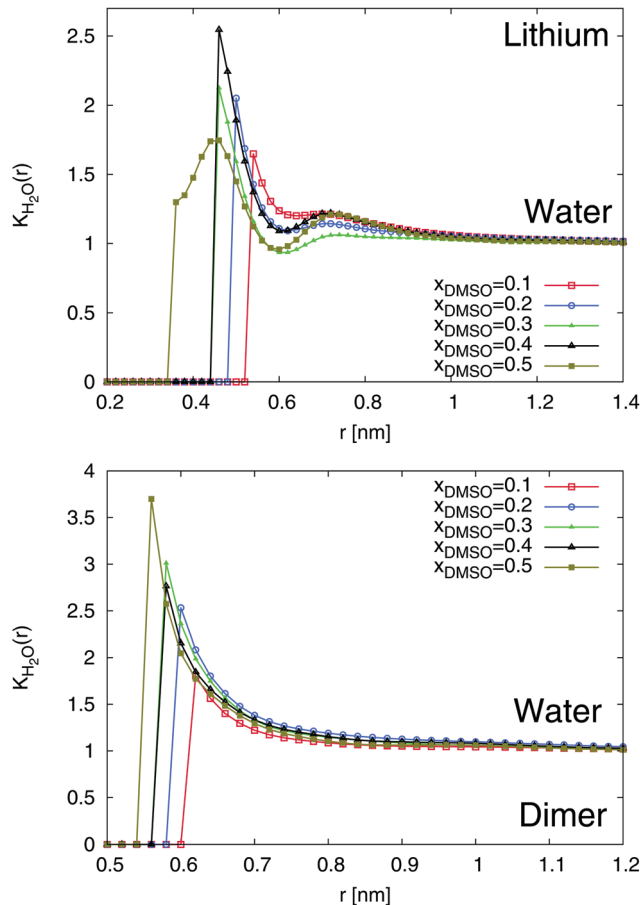 Lithium
Water
K_H₂O(r)
2.5
2
1.5
1
0.5
0
x_DMSO=0.1
x_DMSO=0.2
x_DMSO=0.3
x_DMSO=0.4
x_DMSO=0.5
0.2 0.4 0.6 0.8 1 1.2 1.4
r [nm]
x_DMSO=0.1
x_DMSO=0.2
x_DMSO=0.3
x_DMSO=0.4
x_DMSO=0.5
K_H₂O(r)
4
3.5
3
2.5
2
1.5
1
0.5
0
Water
Dimer
0.5 0.6 0.7 0.8 0.9 1 1.1 1.2
r [nm]